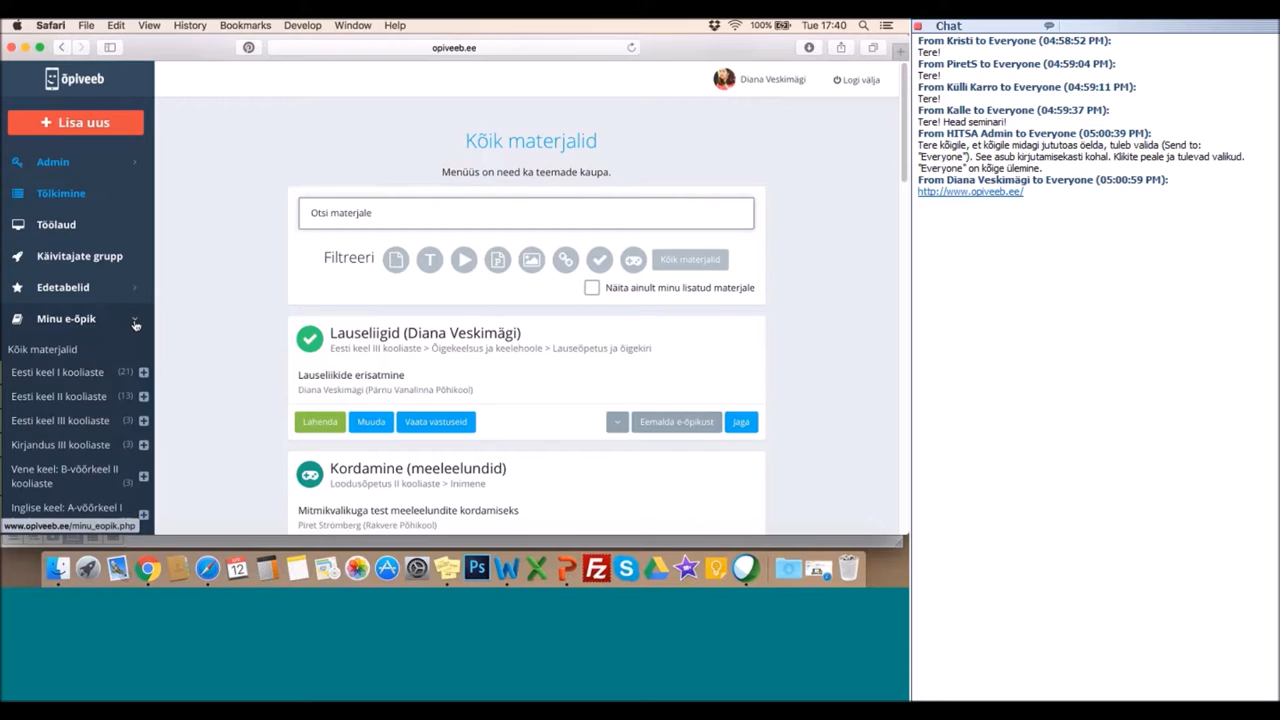 Safari File Edit View History Bookmarks Develop Window Help
100% Tue 17:40
opiveeb.ee
õpiveeb
Lisa uus
Admin
Tõlkimine
Töölaud
Käivitajate grupp
Edetabelid
Minu e-õpik
Kõik materjalid
Eesti keel I kooliaste (21)
Eesti keel II kooliaste (13)
Eesti keel III kooliaste (3)
Kirjandus III kooliaste (3)
Vene keel: B-võõrkeel II
kooliaste (3)
Inglise keel: A-võõrkeel I
www.opiveeb.ee/minu_eopik.php
Diana Veskimägi Logi välja
Kõik materjalid
Menüüs on need ka teemade kaupa.
Otsi materjale
Filtreeri T P Kõik materjalid
Näita ainult minu lisatud materjale
Lauseliigid (Diana Veskimägi)
Eesti keel III kooliaste > Õigekeelsus ja keelehoole > Lauseõpetus ja õigekiri
Lauseliikide erisatmine
Diana Veskimägi (Pärnu Vanalinna Põhikool)
Lahenda Muuda Vaata vastuseid Eemalda e-õpikust Jaga
Kordamine (meeleelundid)
Loodusõpetus II kooliaste > Inimene
Mitmikvalikuga test meeleelundite kordamiseks
Piret Stromberg (Rakvere Põhikool)
12 Ps W X P Fz S
Chat
From Kristi to Everyone (04:58:52 PM):
Tere!
From PiretS to Everyone (04:59:04 PM):
Tere!
From Külli Karro to Everyone (04:59:11 PM):
Tere!
From Kalle to Everyone (04:59:37 PM):
Tere! Head seminari!
From HITSA Admin to Everyone (05:00:39 PM):
Tere kõigile, et kõigile midagi jututoas öelda, tuleb valida (Send to:
"Everyone"). See asub kirjutamisekasti kohal. Klikite peale ja tulevad valikud.
"Everyone" on kõige ülemine.
From Diana Veskimägi to Everyone (05:00:59 PM):
http://www.opiveeb.ee/